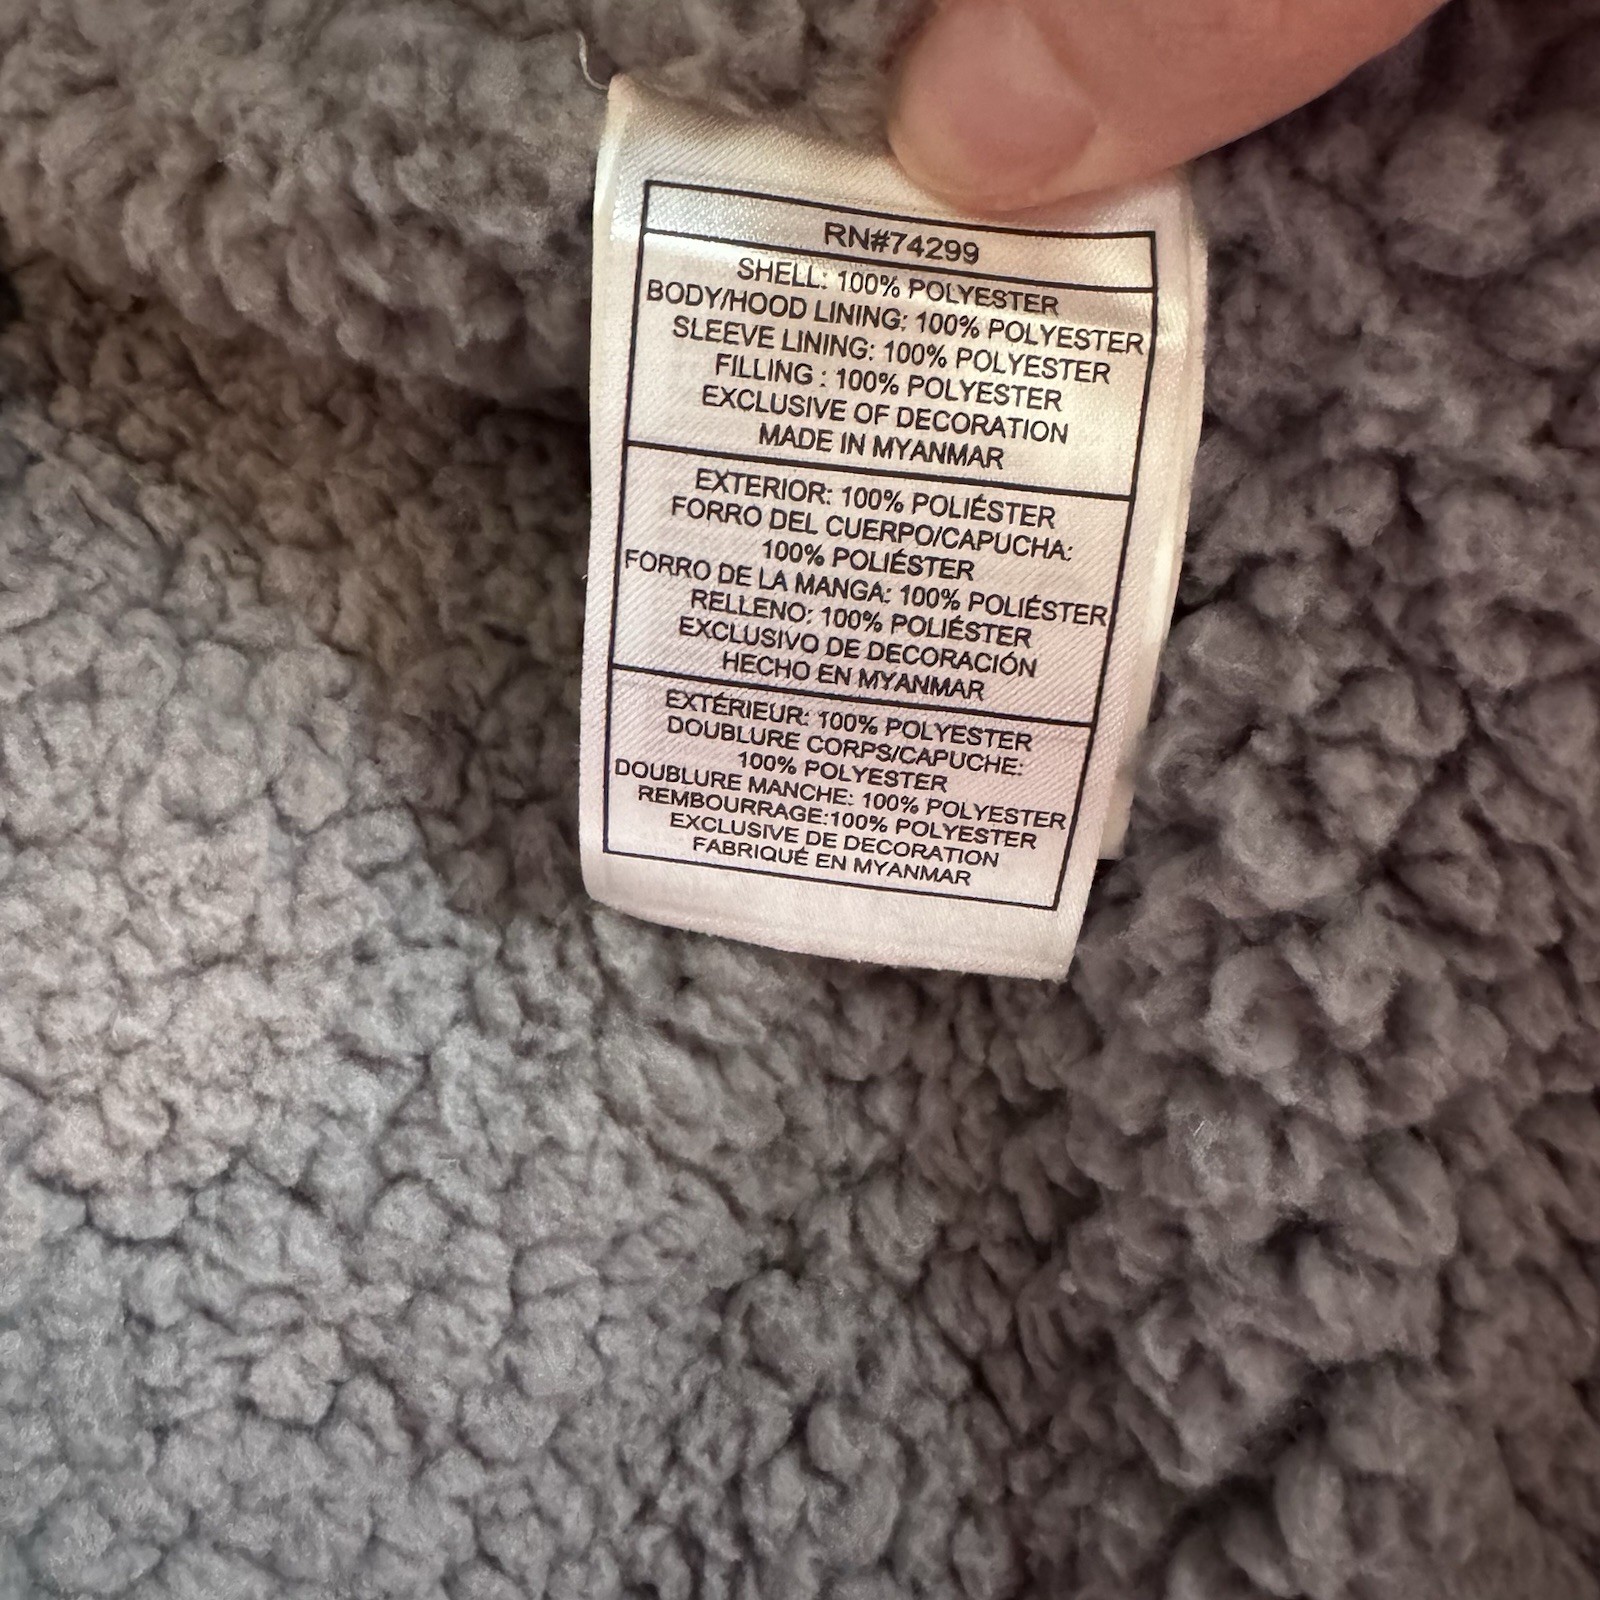 RN#74299
SHELL: 100% POLYESTER
BODY/HOOD LINING: 100% POLYESTER
SLEEVE LINING: 100% POLYESTER
FILLING : 100% POLYESTER
EXCLUSIVE OF DECORATION
MADE IN MYANMAR
EXTERIOR: 100% POLIÉSTER
FORRO DEL CUERPO/CAPUCHA:
100% POLIÉSTER
FORRO DE LA MANGA: 100% POLIÉSTER
RELLENO: 100% POLIÉSTER
EXCLUSIVO DE DECORACIÓN
HECHO EN MYANMAR
EXTÉRIEUR: 100% POLYESTER
DOUBLURE CORPS/CAPUCHE:
100% POLYESTER
DOUBLURE MANCHE: 100% POLYESTER
REMBOURRAGE:100% POLYESTER
EXCLUSIVE DE DECORATION
FABRIQUÉ EN MYANMAR